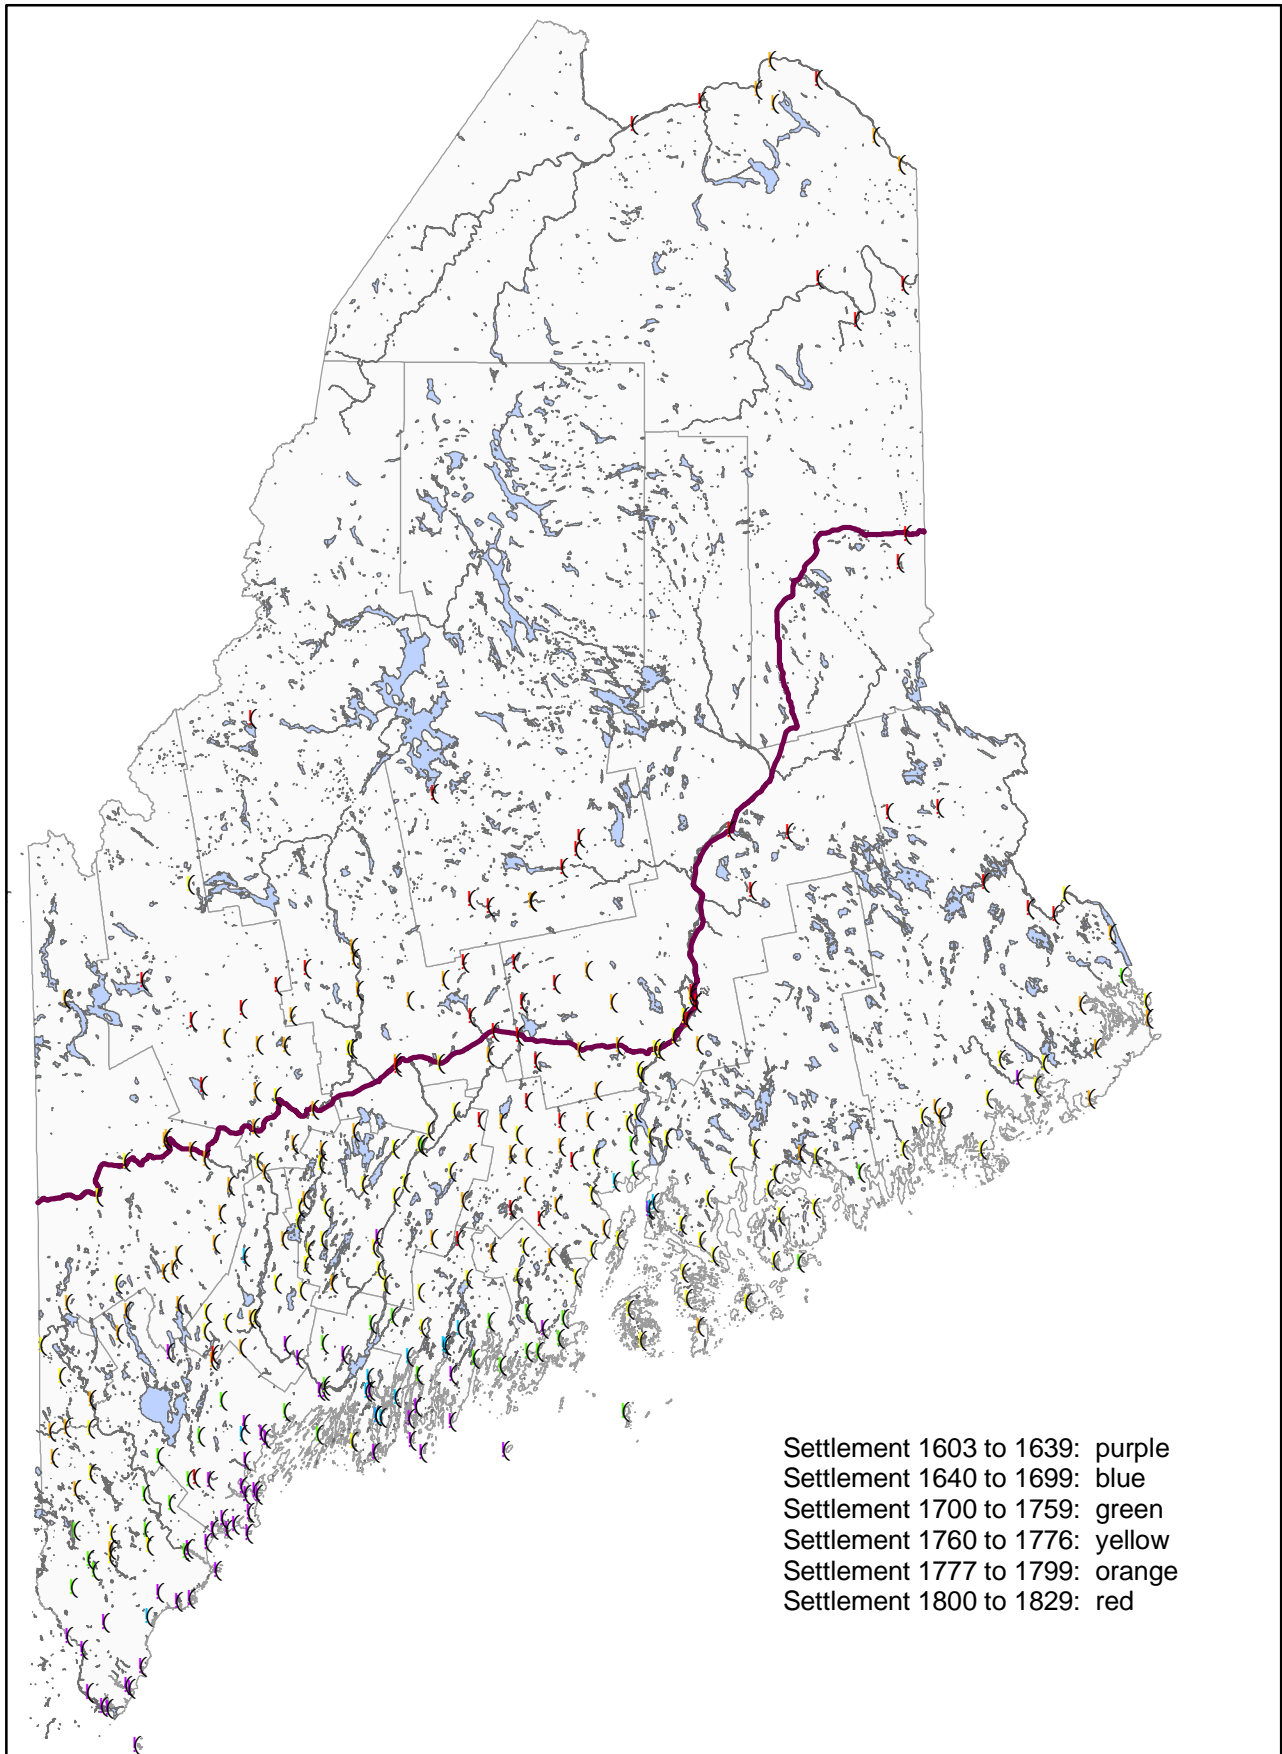 Settlement 1603 to 1639: purple
Settlement 1640 to 1699: blue
Settlement 1700 to 1759: green
Settlement 1760 to 1776: yellow
Settlement 1777 to 1799: orange
Settlement 1800 to 1829: red